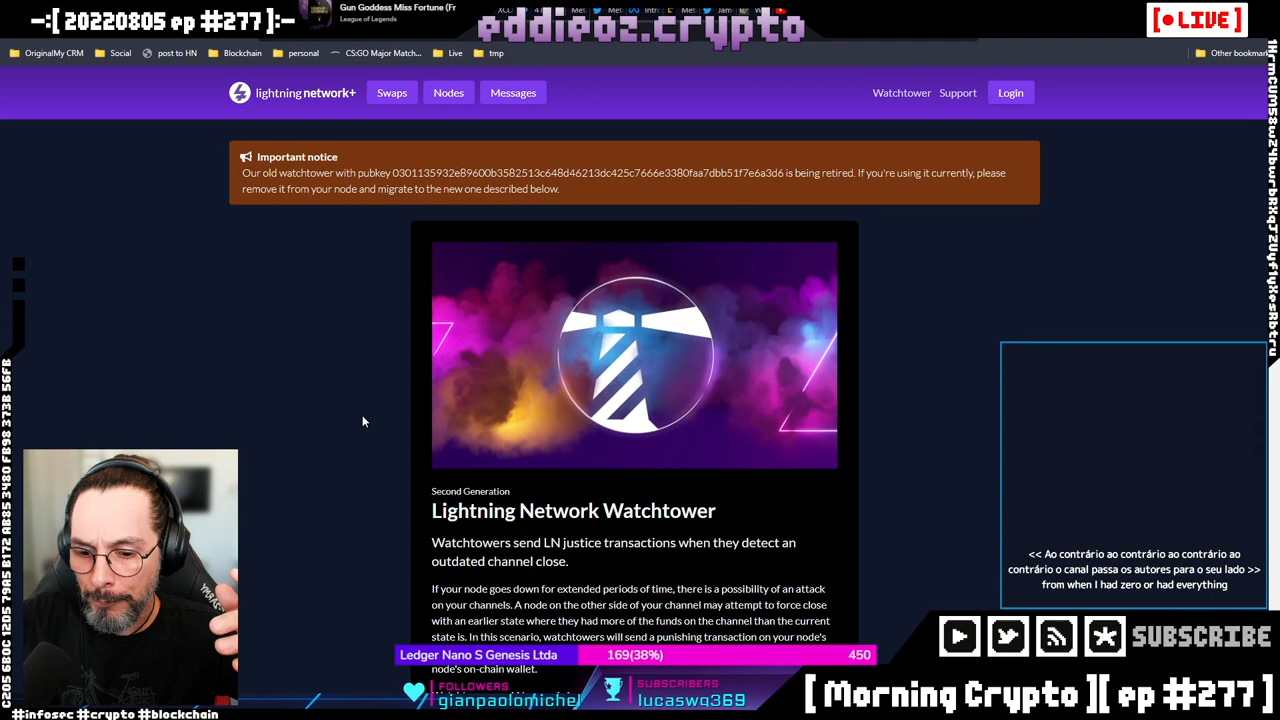 -:[ 20220805 ep #277 ]:-
Gun Goddess Miss Fortune (Fr
League of Legends
eddieoz.crypto
[● LIVE ]
OriginalMy CRM
Social
post to HN
Blockchain
personal
CS:GO Major Match...
Live
tmp
Other bookmar
lightning network+
Swaps
Nodes
Messages
Watchtower
Support
Login
Important notice
Our old watchtower with pubkey 0301135932e89600b3582513c648d46213dc425c7666e3380faa7dbb51f7e6a3d6 is being retired. If you're using it currently, please
remove it from your node and migrate to the new one described below.
Second Generation
Lightning Network Watchtower
Watchtowers send LN justice transactions when they detect an
outdated channel close.
If your node goes down for extended periods of time, there is a possibility of an attack
on your channels. A node on the other side of your channel may attempt to force close
with an earlier state where they had more of the funds on the channel than the current
state is. In this scenario, watchtowers will send a punishing transaction on your node's
node's on-chain wallet.
Ledger Nano S Genesis Ltda
169(38%)
450
<< Ao contrário ao contrário ao contrário ao
contrário o canal passa os autores para o seu lado >>
from when I had zero or had everything
SUBSCRIBE
FOLLOWERS
gianpaolomichel
SUBSCRIBERS
lucaswq369
[ Morning Crypto ][ ep #277 ]
#infosec #crypto #blockchain